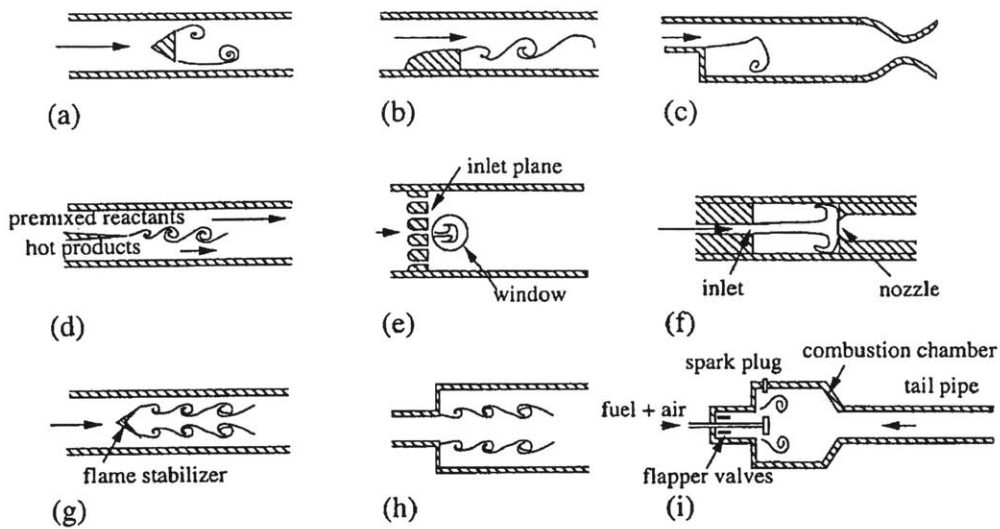 (a)
(b)
(c)
premixed reactants
hot products
(d)
inlet plane
window
(e)
inlet
nozzle
(f)
flame stabilizer
(g)
(h)
spark plug
combustion chamber
tail pipe
fuel + air
flapper valves
(i)